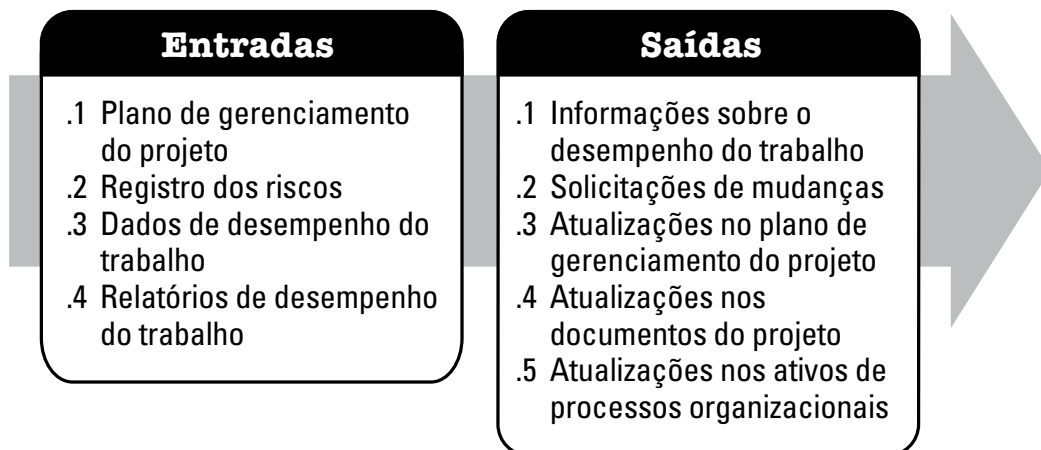 Entradas
.1 Plano de gerenciamento
do projeto
.2 Registro dos riscos
.3 Dados de desempenho do
trabalho
.4 Relatórios de desempenho
do trabalho
Saídas
.1 Informações sobre o
desempenho do trabalho
.2 Solicitações de mudanças
.3 Atualizações no plano de
gerenciamento do projeto
.4 Atualizações nos
documentos do projeto
.5 Atualizações nos ativos de
processos organizacionais